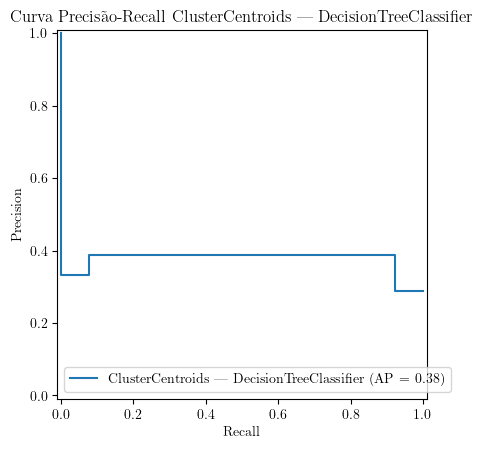 Curva Precisão-Recall ClusterCentroids — DecisionTreeClassifier
1.0
0.8
0.6
0.4
0.2
0.0
Precision
ClusterCentroids — DecisionTreeClassifier (AP = 0.38)
0.0 0.2 0.4 0.6 0.8 1.0
Recall